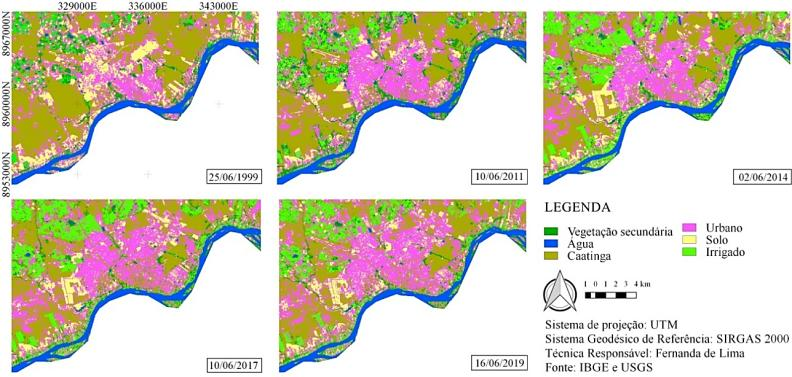 329000E 336000E 343000E
8967000N
8960000N
8953000N
25/06/1999
10/06/2011
02/06/2014
10/06/2017
16/06/2019
LEGENDA
Vegetação secundária
Água
Caatinga
Urbano
Solo
Irrigado
1 0 1 2 3 4 km
Sistema de projeção: UTM
Sistema Geodésico de Referência: SIRGAS 2000
Técnica Responsável: Fernanda de Lima
Fonte: IBGE e USGS